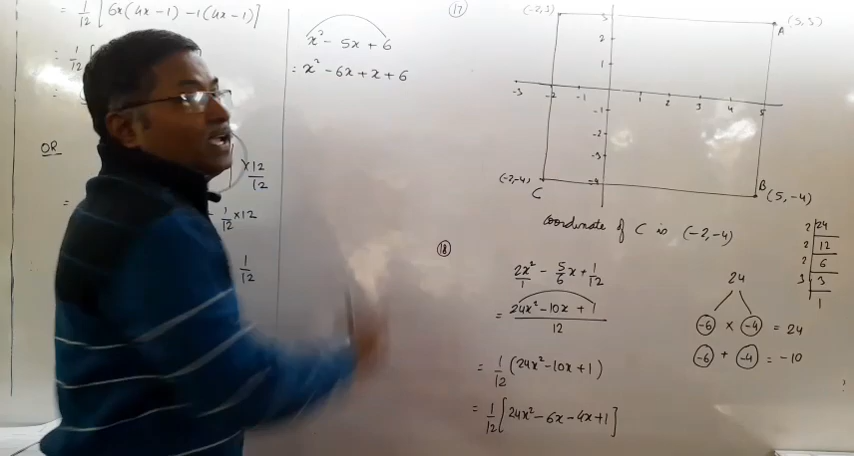 = 1/12 [6x(4x-1) -1(4x-1)]
= 1/12 [
=
OR
×12/12
=
- 1/12 ×12
1/12
x² - 5x + 6
= x² - 6x + x + 6
(17)
(-2,3)
3
A (5,3)
2
1
-3 -2 -1 1 2 3 4 5
-1
-2
-3
-4
(-2,-4)
C
B (5,-4)
Coordinate of C is (-2,-4)
(18)
2x²/1 - 5/6 x + 1/12
= 24x² - 10x + 1 / 12
= 1/12 (24x² - 10x + 1)
= 1/12 [24x² - 6x - 4x + 1]
24
-6 × -4 = 24
-6 + -4 = -10
2 | 24
2 | 12
2 | 6
3 | 3
1